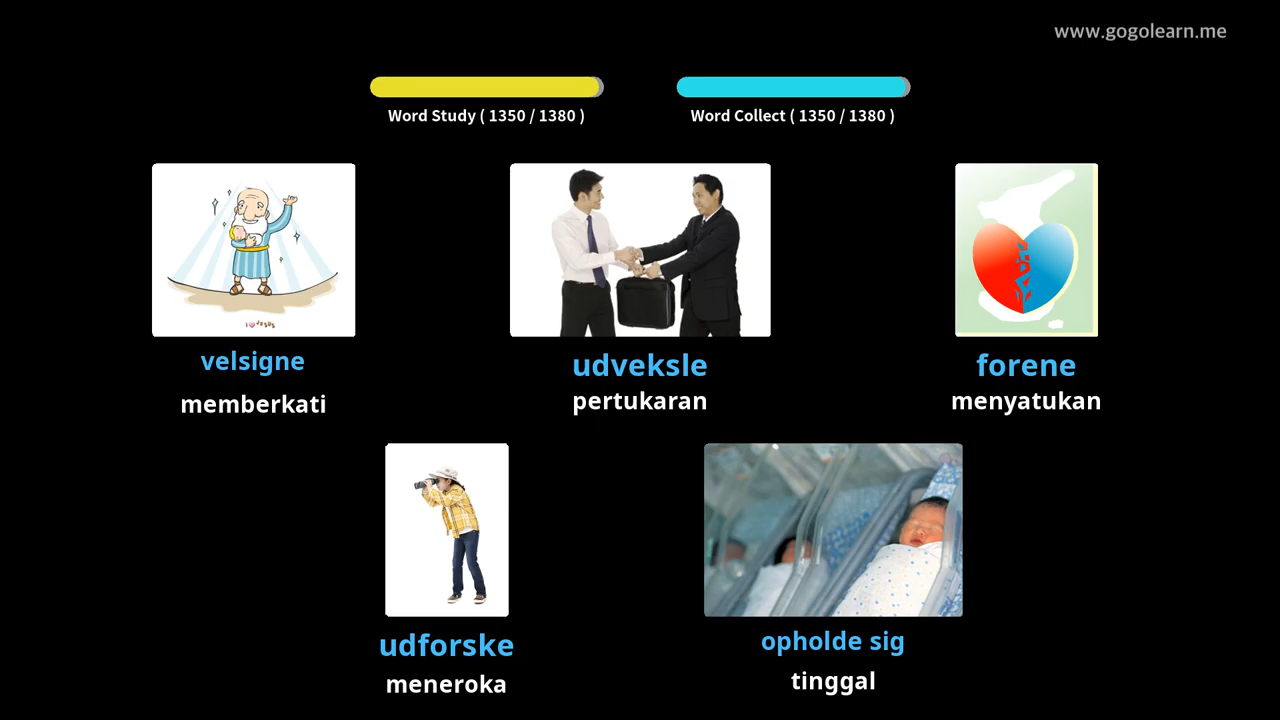 www.gogolearn.me
Word Study ( 1350 / 1380 )
Word Collect ( 1350 / 1380 )
I ♥ JESUS
velsigne
memberkati
udveksle
pertukaran
forene
menyatukan
udforske
meneroka
opholde sig
tinggal